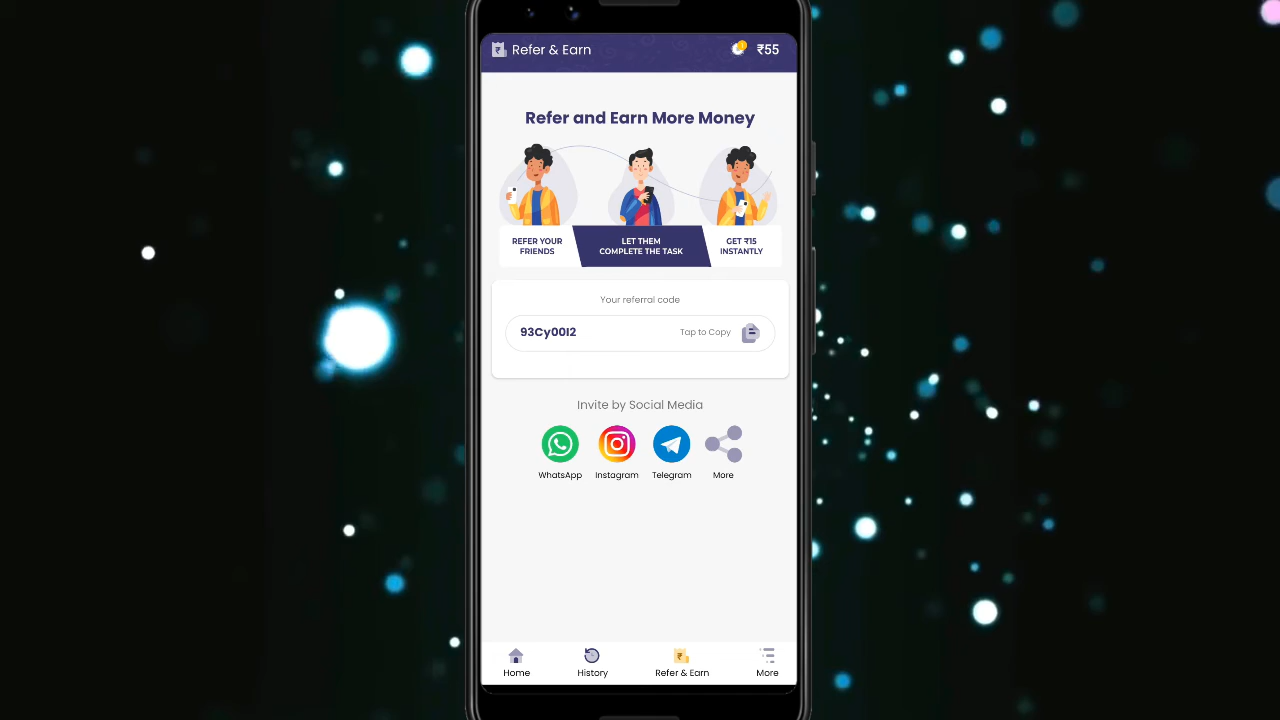 Refer & Earn
₹55
Refer and Earn More Money
REFER YOUR
FRIENDS
LET THEM
COMPLETE THE TASK
GET ₹15
INSTANTLY
Your referral code
93Cy00I2
Tap to Copy
Invite by Social Media
WhatsApp
Instagram
Telegram
More
Home
History
Refer & Earn
More